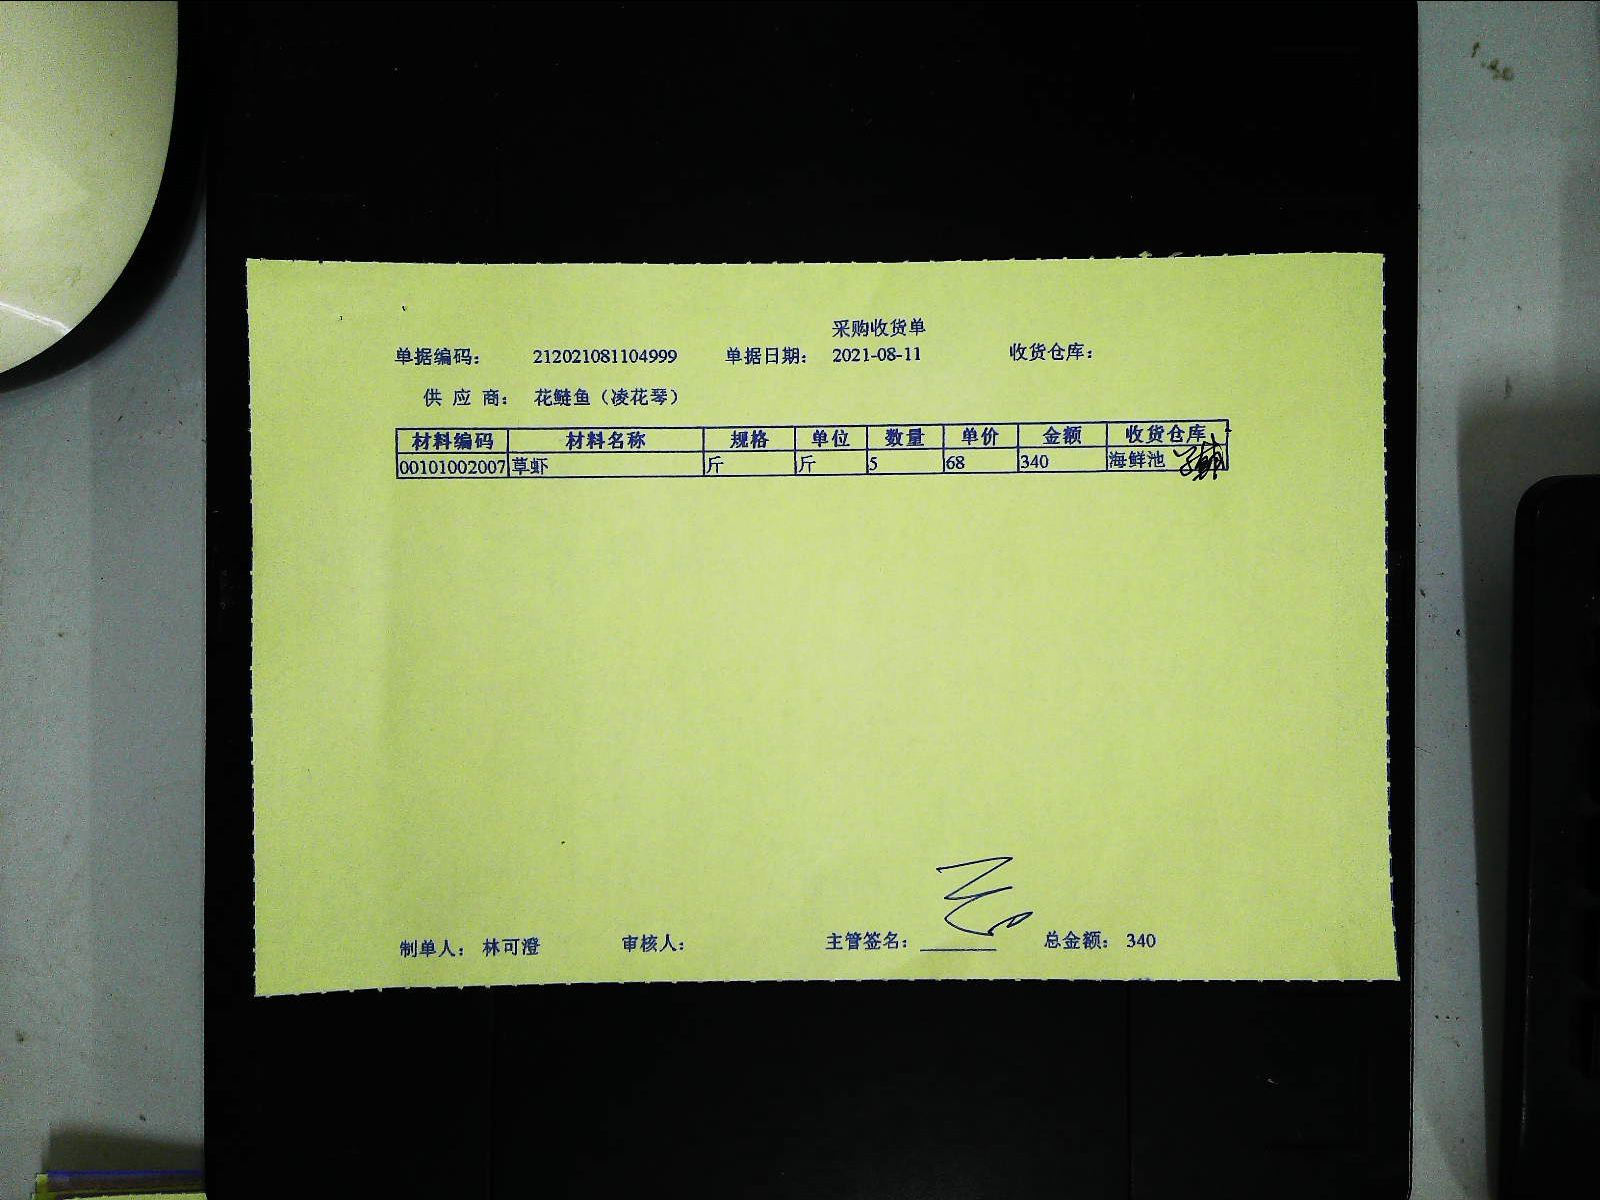 采购收货单
单据编码： 212021081104999 单据日期： 2021-08-11 收货仓库：
供 应 商： 花鲢鱼（凌花琴）
材料编码 材料名称 规格 单位 数量 单价 金额 收货仓库
00101002007 草虾 斤 斤 5 68 340 海鲜池
制单人： 林可澄 审核人： 主管签名： 总金额： 340